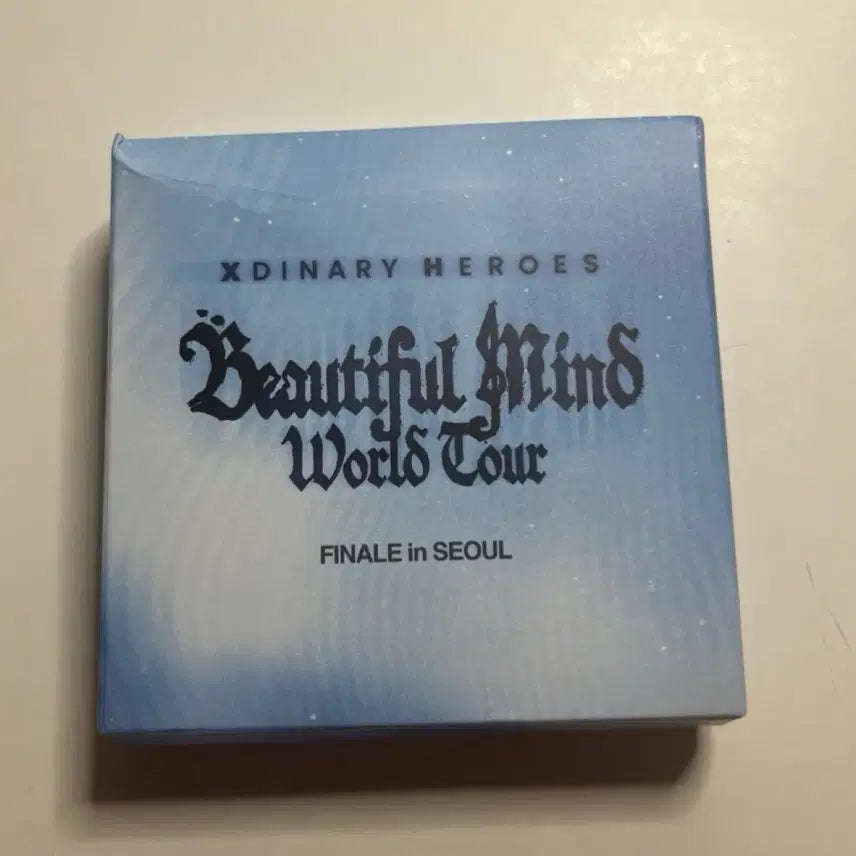 XDINARY HEROES
Beautiful Mind
World Tour
FINALE in SEOUL